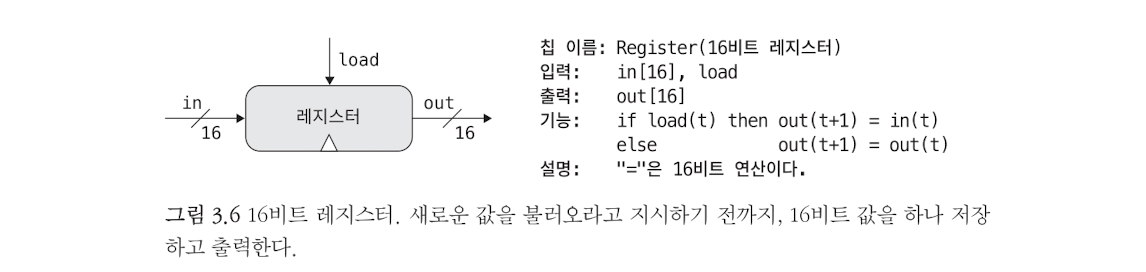 load
in
16
레지스터
out
16
칩 이름: Register(16비트 레지스터)
입력: in[16], load
출력: out[16]
기능: if load(t) then out(t+1) = in(t)
else out(t+1) = out(t)
설명: "="은 16비트 연산이다.
그림 3.6 16비트 레지스터. 새로운 값을 불러오라고 지시하기 전까지, 16비트 값을 하나 저장
하고 출력한다.